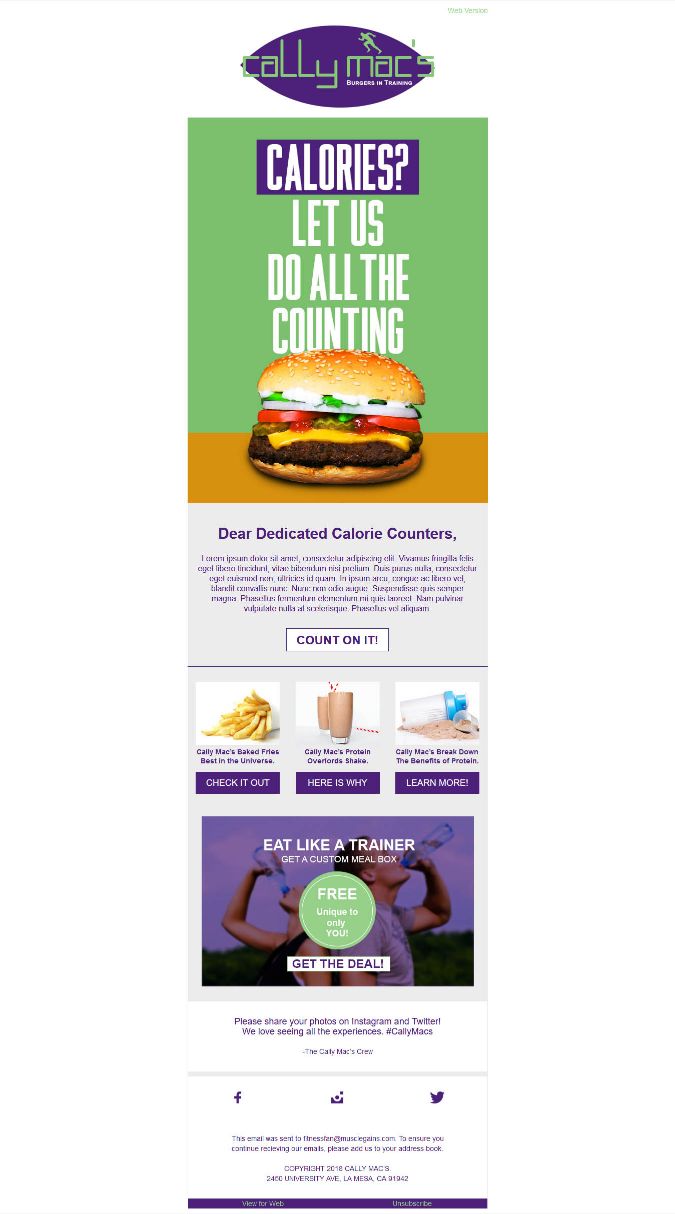 Web Version
cally mac's
BURGERS IN TRAINING
CALORIES?
LET US
DO ALL THE
COUNTING
Dear Dedicated Calorie Counters,
Lorem ipsum dolor sit amet, consectetur adipiscing elit. Vivamus fringilla felis
eget libero tincidunt, vitae bibendum nisi pretium. Duis purus nulla, consectetur
eget euismod non, ultricies id quam. In ipsum arcu, congue ac libero vel,
blandit convallis nunc. Nunc non odio augue. Suspendisse quis semper
magna. Phasellus fermentum elementum mi quis laoreet. Nam pulvinar
vulputate nulla at scelerisque. Phasellus vel aliquam
COUNT ON IT!
Cally Mac's Baked Fries
Best in the Universe.
CHECK IT OUT
Cally Mac's Protein
Overlords Shake.
HERE IS WHY
Cally Mac's Break Down
The Benefits of Protein.
LEARN MORE!
EAT LIKE A TRAINER
GET A CUSTOM MEAL BOX
FREE
Unique to
only
YOU!
GET THE DEAL!
Please share your photos on Instagram and Twitter!
We love seeing all the experiences. #CallyMacs
-The Cally Mac's Crew
This email was sent to fitnessfan@musclegains.com. To ensure you
continue recieving our emails, please add us to your address book.
COPYRIGHT 2018 CALLY MAC'S.
2460 UNIVERSITY AVE, LA MESA, CA 91942
View for Web
Unsubscribe